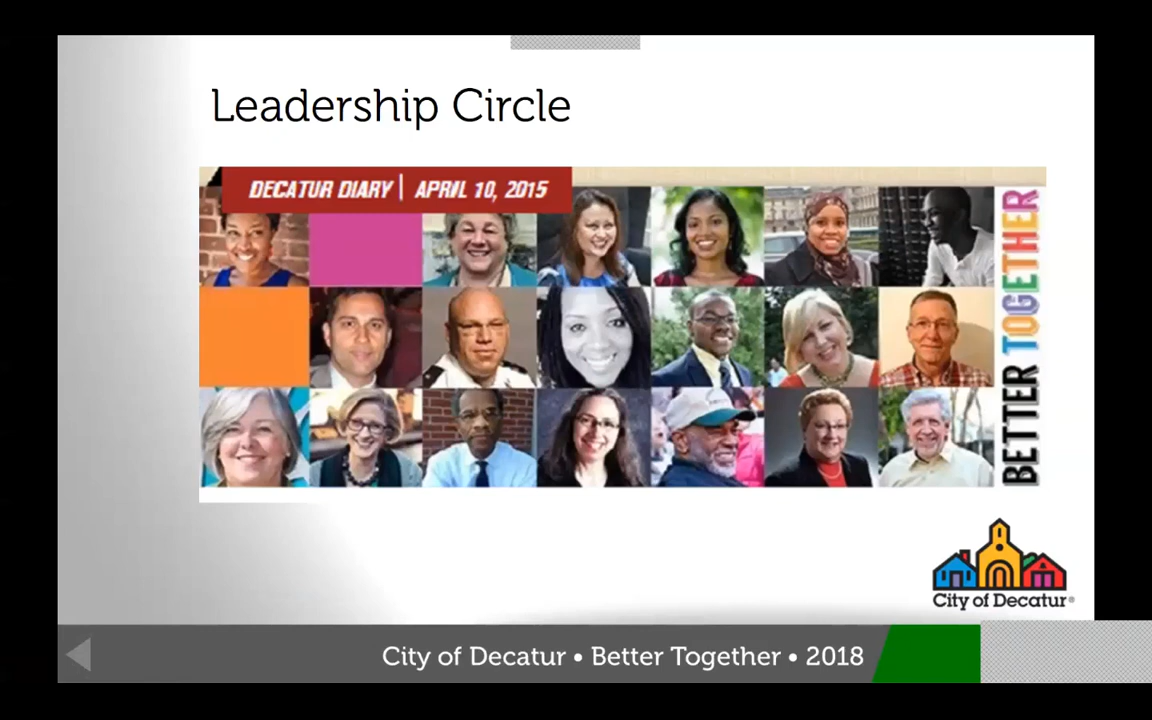 Leadership Circle
DECATUR DIARY | APRIL 10, 2015
BETTER TOGETHER
City of Decatur®
City of Decatur • Better Together • 2018